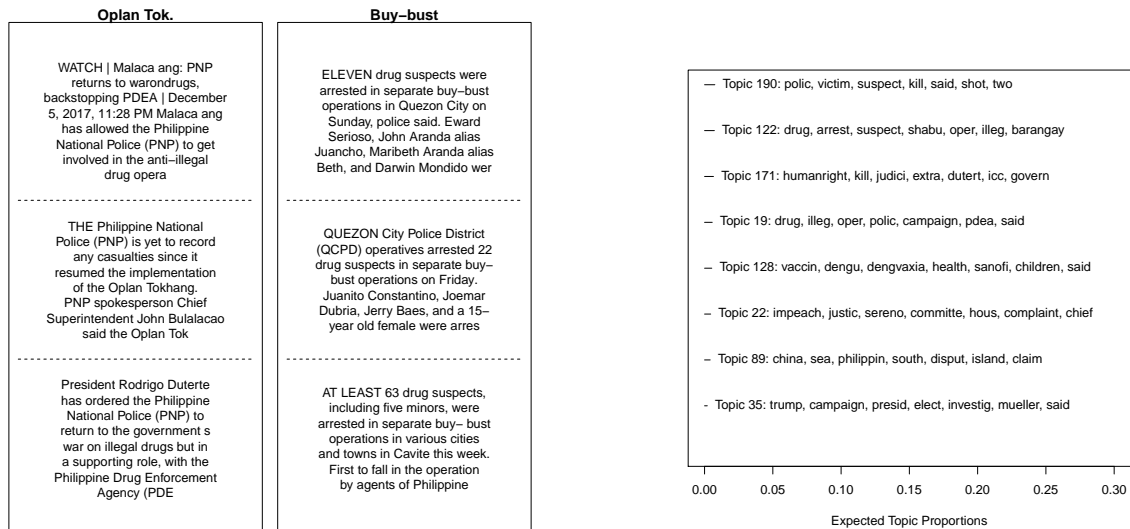 Oplan Tok.
WATCH | Malaca ang: PNP
returns to warondrugs,
backstopping PDEA | December
5, 2017, 11:28 PM Malaca ang
has allowed the Philippine
National Police (PNP) to get
involved in the anti−illegal
drug opera
THE Philippine National
Police (PNP) is yet to record
any casualties since it
resumed the implementation
of the Oplan Tokhang.
PNP spokesperson Chief
Superintendent John Bulalacao
said the Oplan Tok
President Rodrigo Duterte
has ordered the Philippine
National Police (PNP) to
return to the government s
war on illegal drugs but in
a supporting role, with the
Philippine Drug Enforcement
Agency (PDE
Buy−bust
ELEVEN drug suspects were
arrested in separate buy−bust
operations in Quezon City on
Sunday, police said. Eward
Serioso, John Aranda alias
Juancho, Maribeth Aranda alias
Beth, and Darwin Mondido wer
QUEZON City Police District
(QCPD) operatives arrested 22
drug suspects in separate buy−
bust operations on Friday.
Juanito Constantino, Joemar
Dubria, Jerry Baes, and a 15−
year old female were arres
AT LEAST 63 drug suspects,
including five minors, were
arrested in separate buy− bust
operations in various cities
and towns in Cavite this week.
First to fall in the operation
by agents of Philippine
Topic 190: polic, victim, suspect, kill, said, shot, two
Topic 122: drug, arrest, suspect, shabu, oper, illeg, barangay
Topic 171: humanright, kill, judici, extra, dutert, icc, govern
Topic 19: drug, illeg, oper, polic, campaign, pdea, said
Topic 128: vaccin, dengu, dengvaxia, health, sanofi, children, said
Topic 22: impeach, justic, sereno, committe, hous, complaint, chief
Topic 89: china, sea, philippin, south, disput, island, claim
Topic 35: trump, campaign, presid, elect, investig, mueller, said
0.00 0.05 0.10 0.15 0.20 0.25 0.30
Expected Topic Proportions